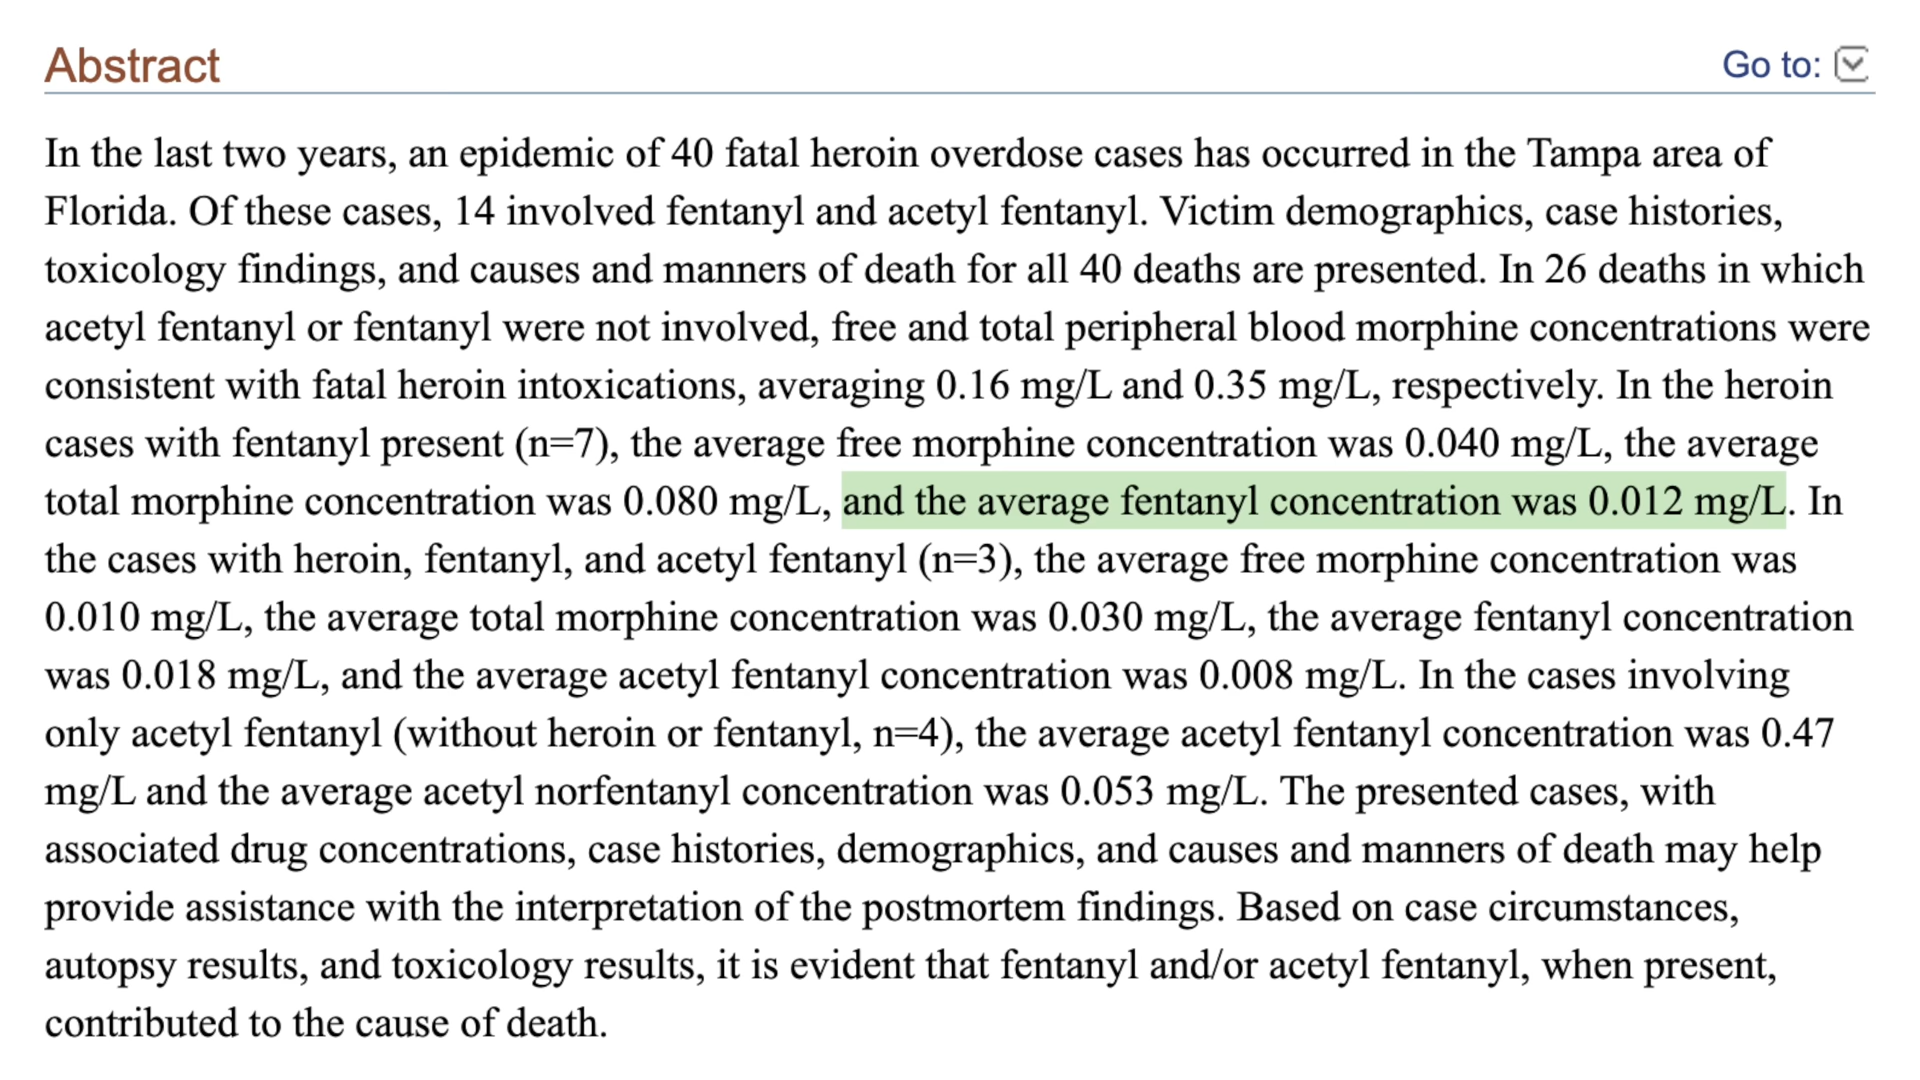 Abstract
Go to:
In the last two years, an epidemic of 40 fatal heroin overdose cases has occurred in the Tampa area of
Florida. Of these cases, 14 involved fentanyl and acetyl fentanyl. Victim demographics, case histories,
toxicology findings, and causes and manners of death for all 40 deaths are presented. In 26 deaths in which
acetyl fentanyl or fentanyl were not involved, free and total peripheral blood morphine concentrations were
consistent with fatal heroin intoxications, averaging 0.16 mg/L and 0.35 mg/L, respectively. In the heroin
cases with fentanyl present (n=7), the average free morphine concentration was 0.040 mg/L, the average
total morphine concentration was 0.080 mg/L, and the average fentanyl concentration was 0.012 mg/L. In
the cases with heroin, fentanyl, and acetyl fentanyl (n=3), the average free morphine concentration was
0.010 mg/L, the average total morphine concentration was 0.030 mg/L, the average fentanyl concentration
was 0.018 mg/L, and the average acetyl fentanyl concentration was 0.008 mg/L. In the cases involving
only acetyl fentanyl (without heroin or fentanyl, n=4), the average acetyl fentanyl concentration was 0.47
mg/L and the average acetyl norfentanyl concentration was 0.053 mg/L. The presented cases, with
associated drug concentrations, case histories, demographics, and causes and manners of death may help
provide assistance with the interpretation of the postmortem findings. Based on case circumstances,
autopsy results, and toxicology results, it is evident that fentanyl and/or acetyl fentanyl, when present,
contributed to the cause of death.